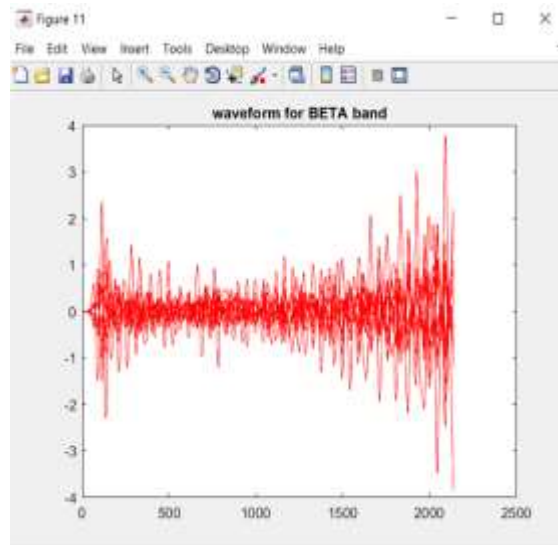 Figure 11
File Edit View Insert Tools Desktop Window Help
waveform for BETA band
4
3
2
1
0
-1
-2
-3
-4
0 500 1000 1500 2000 2500